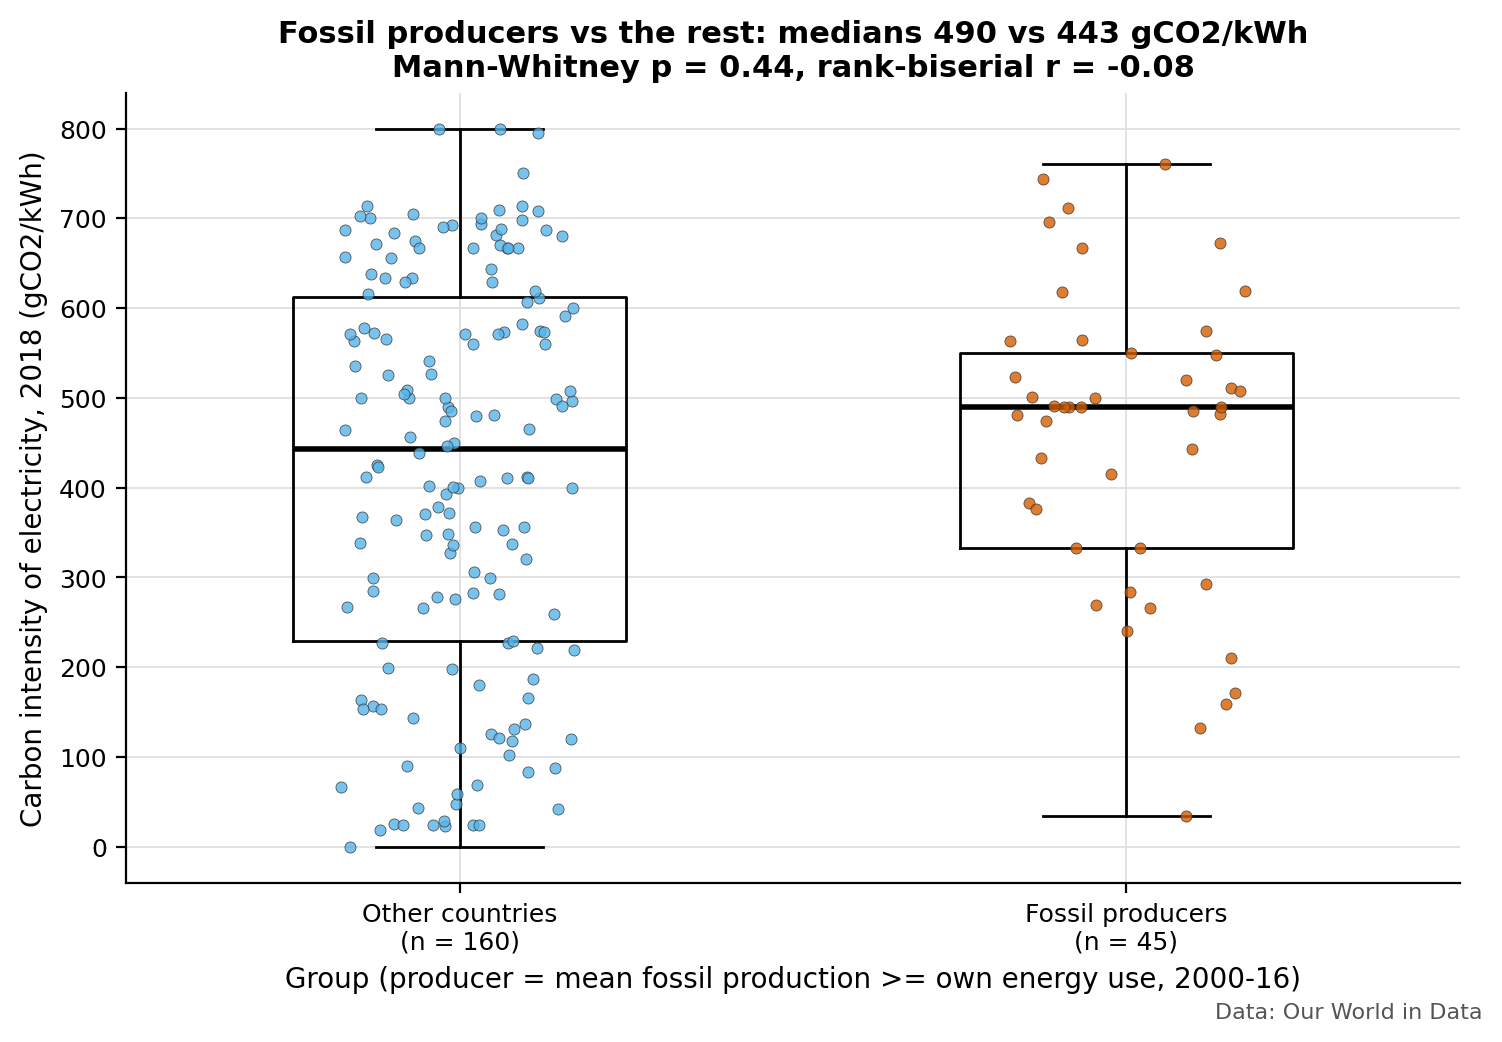 Fossil producers vs the rest: medians 490 vs 443 gCO2/kWh
Mann-Whitney p = 0.44, rank-biserial r = -0.08
Carbon intensity of electricity, 2018 (gCO2/kWh)
800
700
600
500
400
300
200
100
0
Other countries
(n = 160)
Fossil producers
(n = 45)
Group (producer = mean fossil production >= own energy use, 2000-16)
Data: Our World in Data